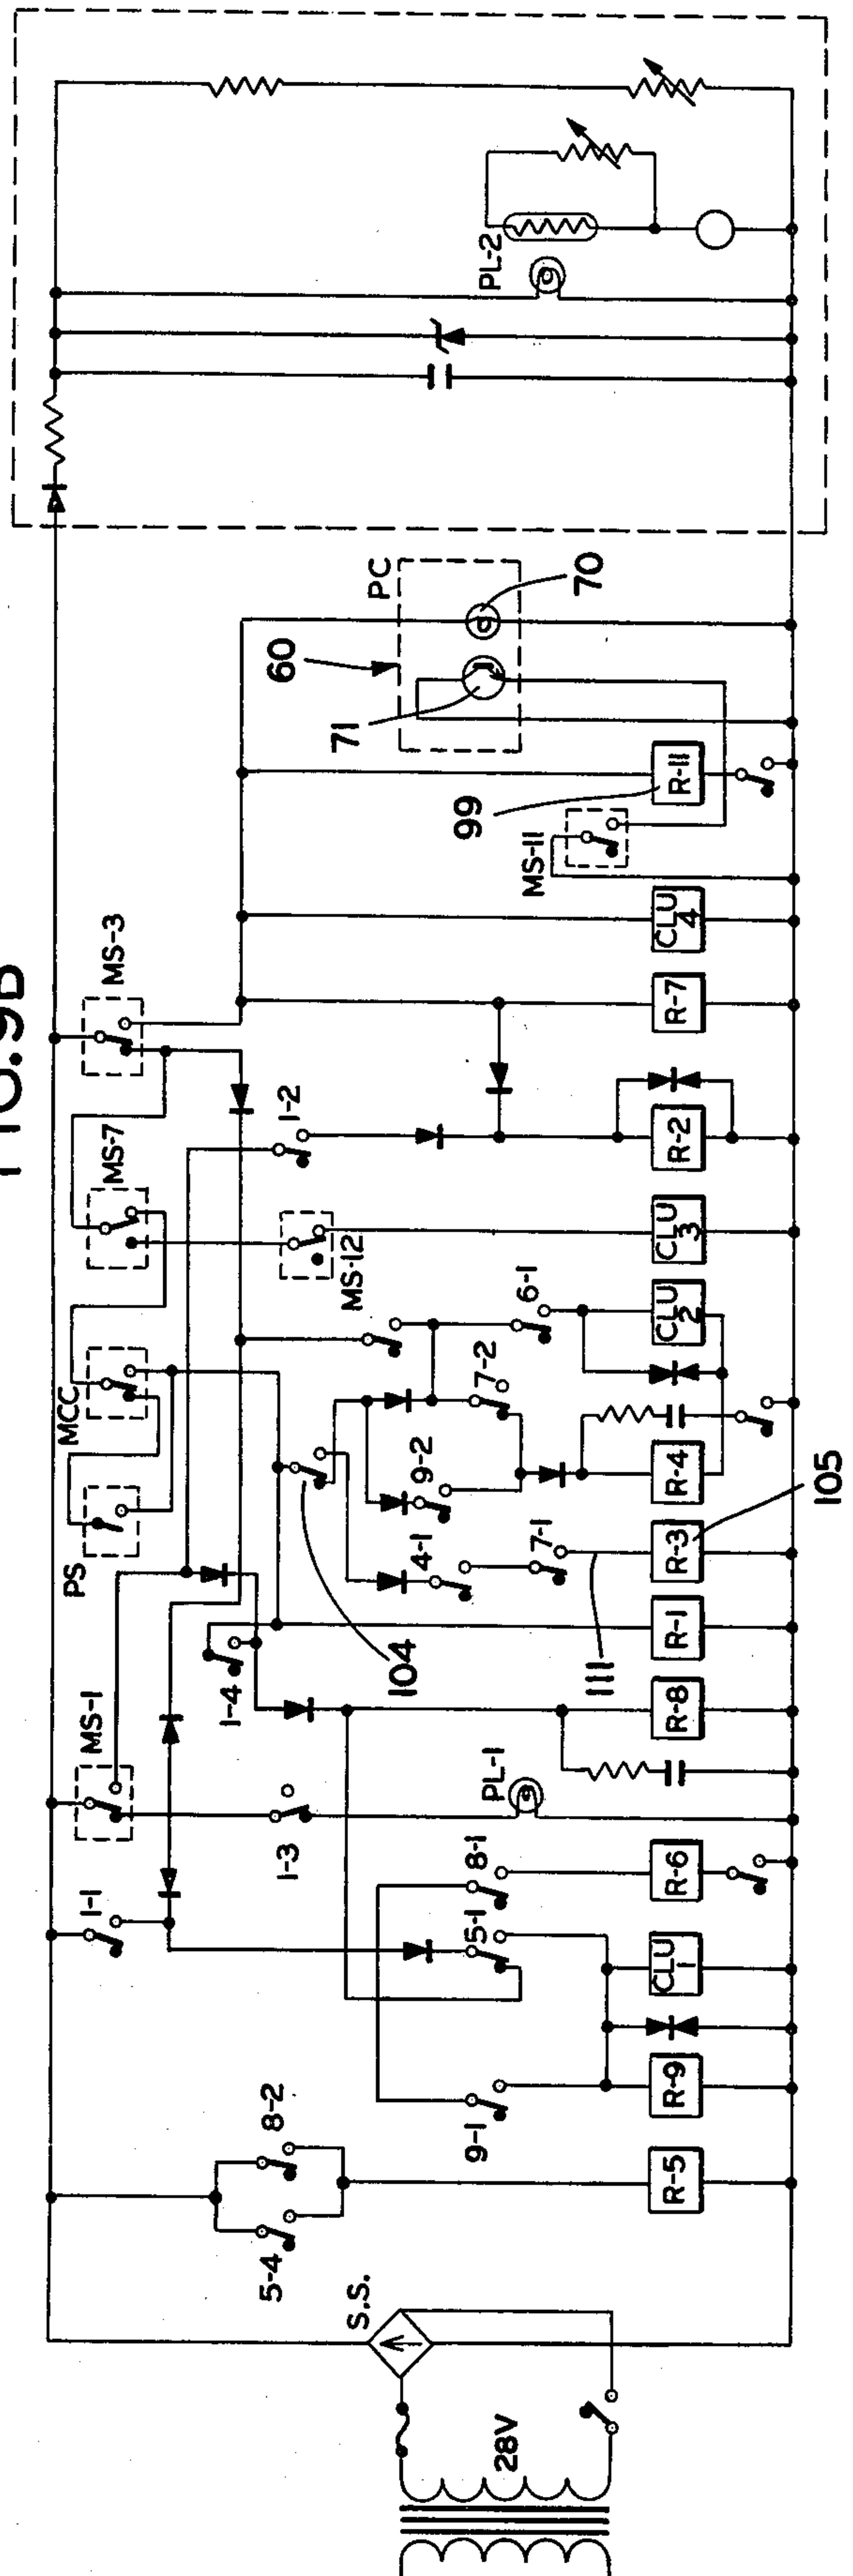 FIG. 9B
PL-2
PC
70
60
71
99
R-11
MS-11
CLU 4
MS-3
R-7
1-2
R-2
MS-7
MS-12
CLU 3
6-1
CLU 2
MCC
7-2
9-2
R-4
PS
4-1
7-1
R-3
105
104
111
R-1
1-4
R-8
MS-1
PL-1
1-3
8-1
R-6
1-1
5-1
CLU 1
9-1
R-9
8-2
5-4
R-5
S.S.
28V